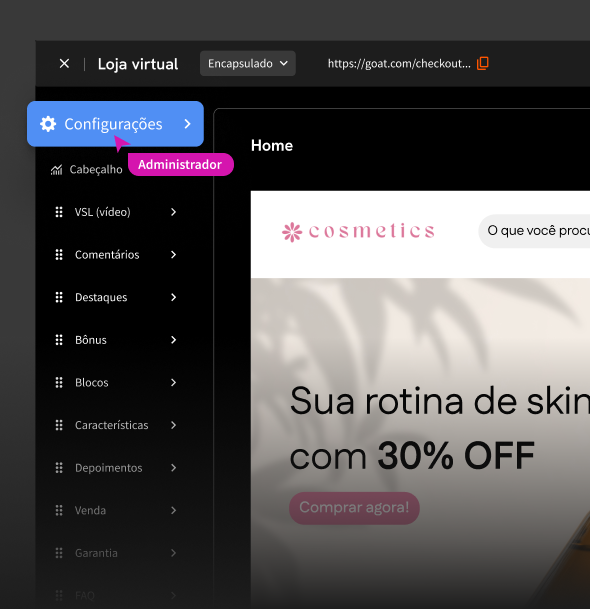 Loja virtual
Encapsulado
https://goat.com/checkout...
Configurações
Administrador
Cabeçalho
VSL (vídeo)
Comentários
Destaques
Bônus
Blocos
Características
Depoimentos
Venda
Garantia
FAQ
Home
cosmetics
O que você procu
Sua rotina de skin
com 30% OFF
Comprar agora!